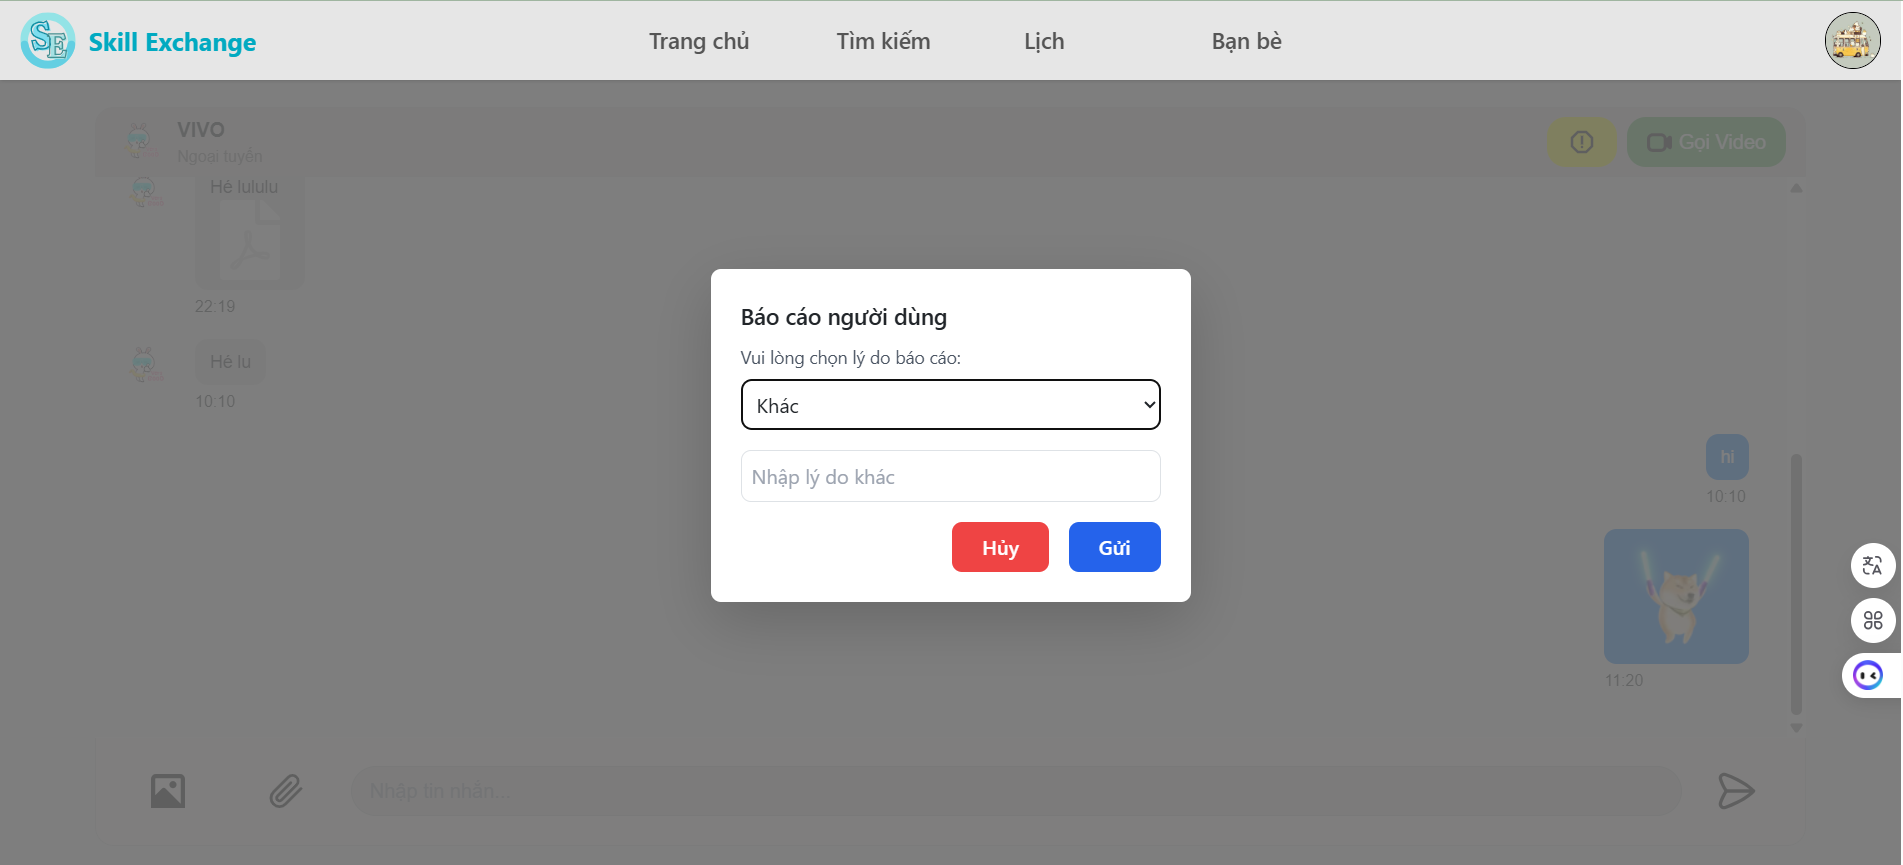 SE Skill Exchange
Trang chủ
Tìm kiếm
Lịch
Bạn bè
VIVO
Ngoại tuyến
Gọi Video
Hê lululu
22:19
Hê lu
10:10
Báo cáo người dùng
Vui lòng chọn lý do báo cáo:
Khác
Nhập lý do khác
Hủy
Gửi
hi
10:10
11:20
Nhập tin nhắn...